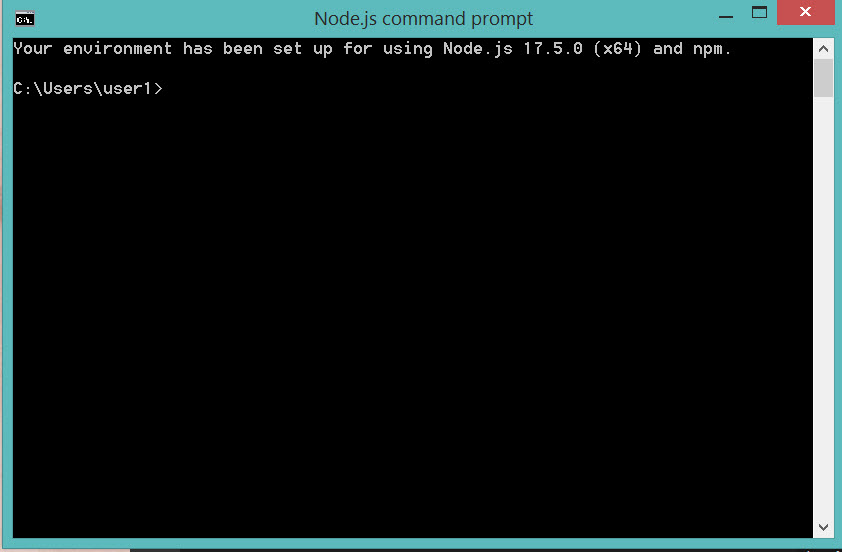 Node.js command prompt
Your environment has been set up for using Node.js 17.5.0 (x64) and npm.
C:\Users\user1>